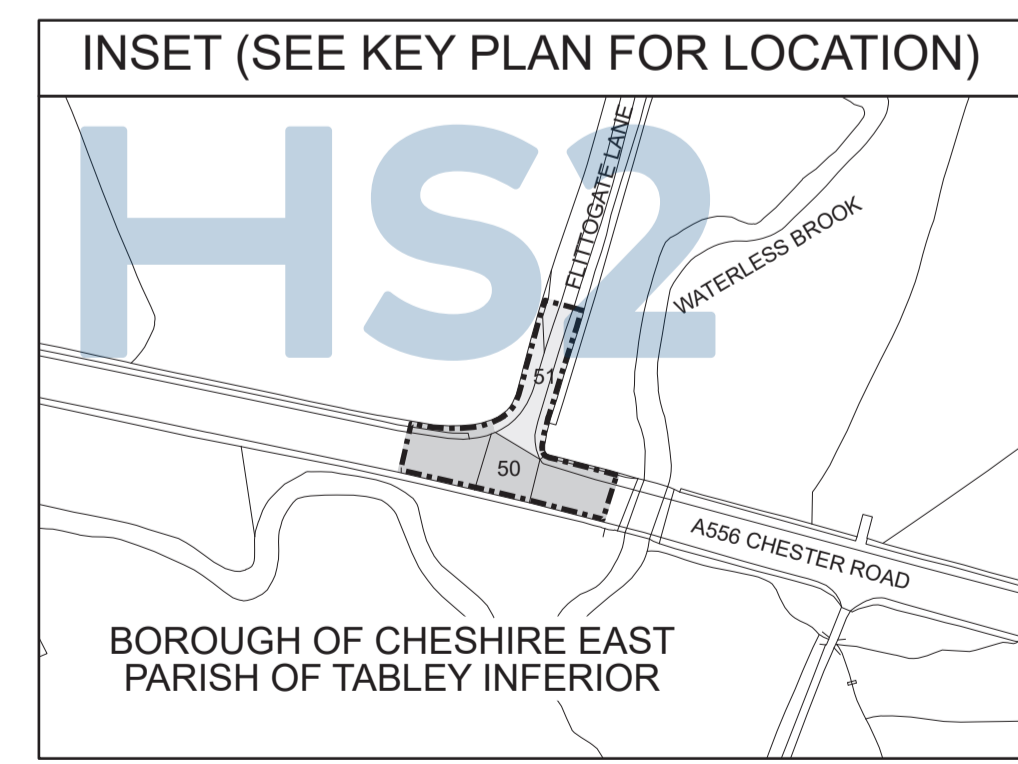 INSET (SEE KEY PLAN FOR LOCATION)
HS2
FLITTOGATE LANE
WATERLESS BROOK
51
50
A556 CHESTER ROAD
BOROUGH OF CHESHIRE EAST
PARISH OF TABLEY INFERIOR